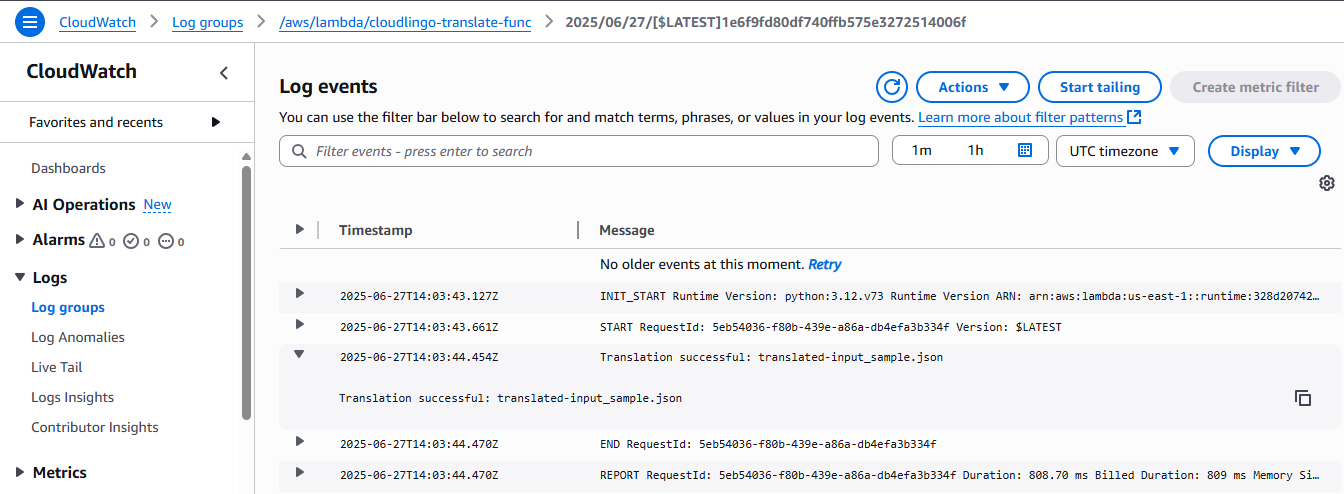 CloudWatch > Log groups > /aws/lambda/cloudlingo-translate-func > 2025/06/27/[$LATEST]1e6f9fd80df740ffb575e3272514006f
CloudWatch
Favorites and recents
Dashboards
AI Operations New
Alarms 0 0 0
Logs
Log groups
Log Anomalies
Live Tail
Logs Insights
Contributor Insights
Metrics
Log events
Actions
Start tailing
Create metric filter
You can use the filter bar below to search for and match terms, phrases, or values in your log events. Learn more about filter patterns
Filter events - press enter to search
1m 1h
UTC timezone
Display
Timestamp Message
No older events at this moment. Retry
2025-06-27T14:03:43.127Z INIT_START Runtime Version: python:3.12.v73 Runtime Version ARN: arn:aws:lambda:us-east-1::runtime:328d20742…
2025-06-27T14:03:43.661Z START RequestId: 5eb54036-f80b-439e-a86a-db4efa3b334f Version: $LATEST
2025-06-27T14:03:44.454Z Translation successful: translated-input_sample.json
Translation successful: translated-input_sample.json
2025-06-27T14:03:44.470Z END RequestId: 5eb54036-f80b-439e-a86a-db4efa3b334f
2025-06-27T14:03:44.470Z REPORT RequestId: 5eb54036-f80b-439e-a86a-db4efa3b334f Duration: 808.70 ms Billed Duration: 809 ms Memory Si…